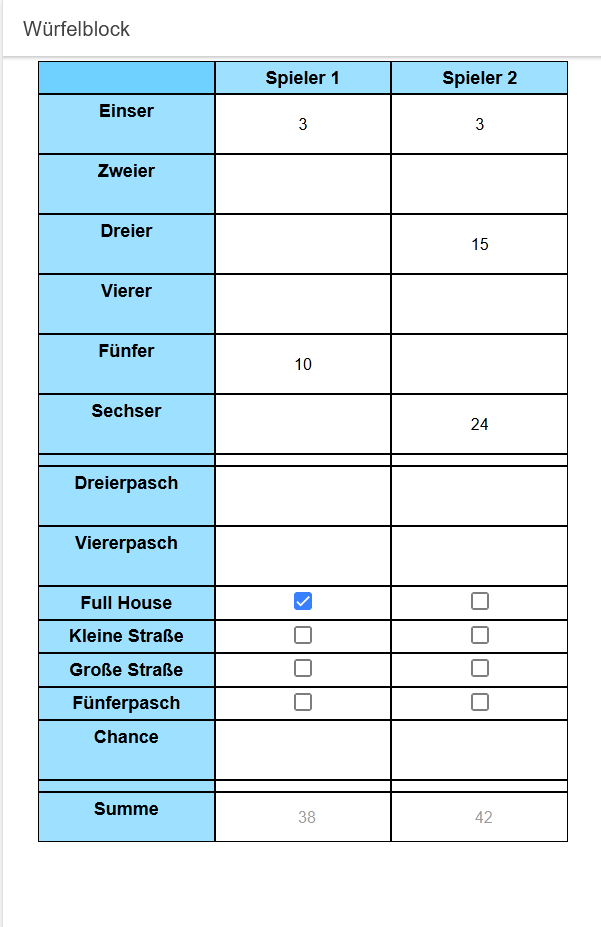 Würfelblock
Spieler 1 Spieler 2
Einser 3 3
Zweier
Dreier 15
Vierer
Fünfer 10
Sechser 24
Dreierpasch
Viererpasch
Full House
Kleine Straße
Große Straße
Fünferpasch
Chance
Summe 38 42